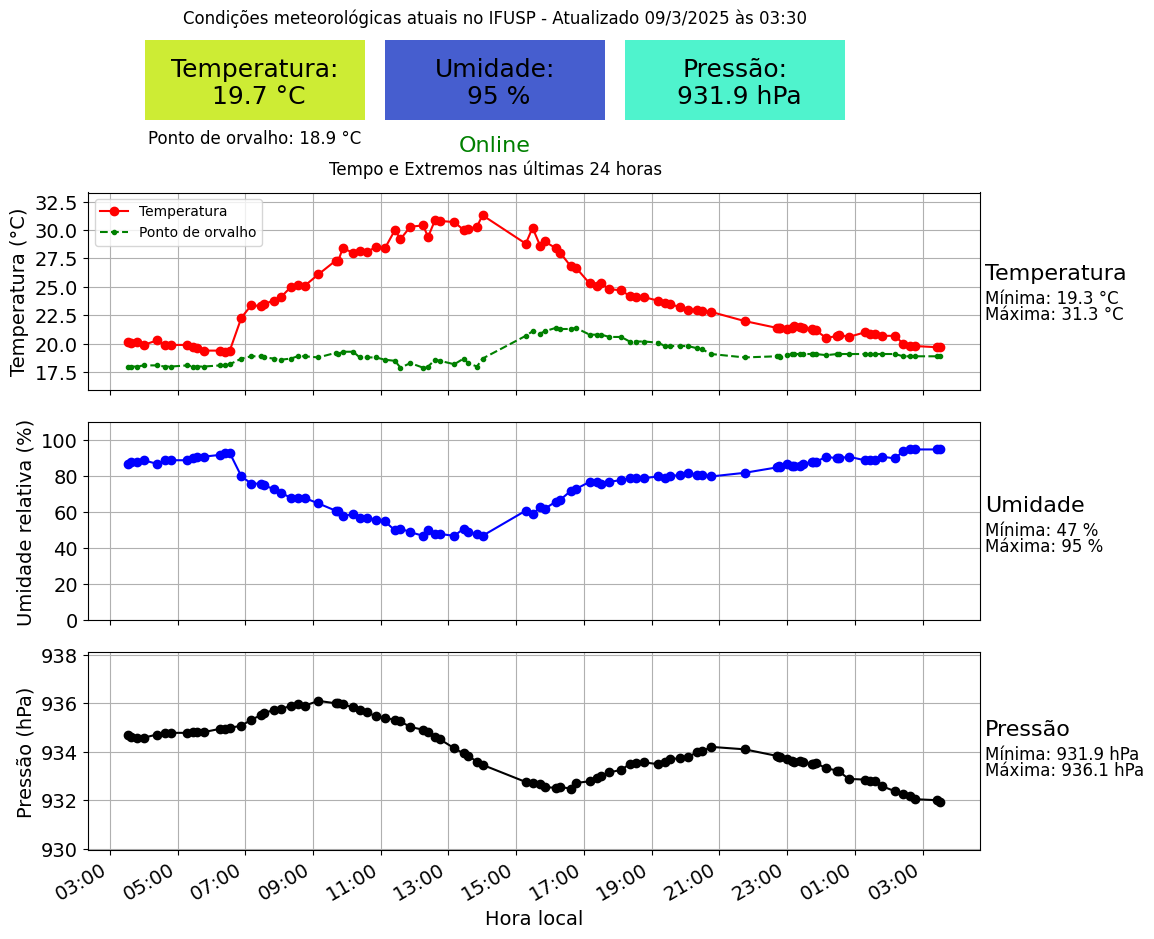 Condições meteorológicas atuais no IFUSP - Atualizado 09/3/2025 às 03:30
Temperatura:
19.7 °C
Umidade:
95 %
Pressão:
931.9 hPa
Ponto de orvalho: 18.9 °C
Online
Tempo e Extremos nas últimas 24 horas
Temperatura (°C)
32.5
30.0
27.5
25.0
22.5
20.0
17.5
Temperatura
Ponto de orvalho
Temperatura
Mínima: 19.3 °C
Máxima: 31.3 °C
Umidade relativa (%)
100
80
60
40
20
0
Umidade
Mínima: 47 %
Máxima: 95 %
Pressão (hPa)
938
936
934
932
930
Pressão
Mínima: 931.9 hPa
Máxima: 936.1 hPa
03:00
05:00
07:00
09:00
11:00
13:00
15:00
17:00
19:00
21:00
23:00
01:00
03:00
Hora local